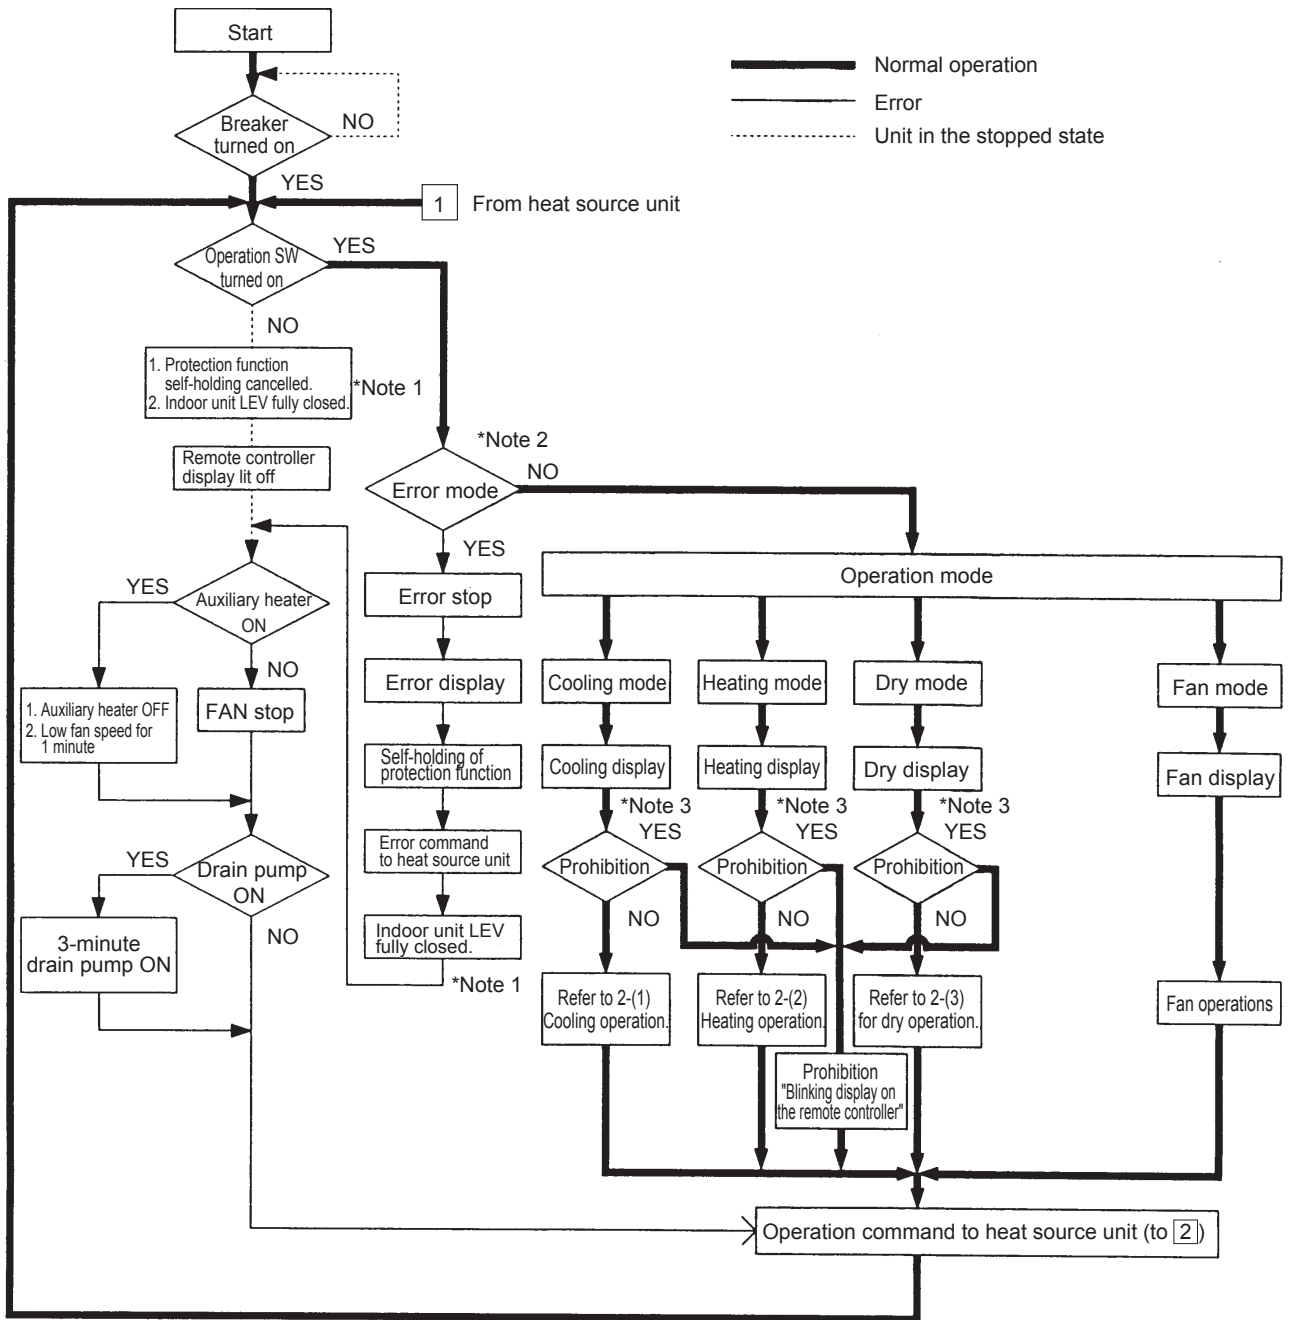 Start
Normal operation
Error
Unit in the stopped state
Breaker
turned on
NO
YES
1
From heat source unit
Operation SW
turned on
YES
NO
1. Protection function
self-holding cancelled.
2. Indoor unit LEV fully closed.
*Note 1
Remote controller
display lit off
*Note 2
Error mode
NO
YES
Auxiliary heater
ON
YES
NO
1. Auxiliary heater OFF
2. Low fan speed for
1 minute
FAN stop
Drain pump
ON
YES
NO
3-minute
drain pump ON
Error stop
Error display
Self-holding of
protection function
Error command
to heat source unit
Indoor unit LEV
fully closed.
*Note 1
Operation mode
Cooling mode
Heating mode
Dry mode
Fan mode
Cooling display
Heating display
Dry display
Fan display
*Note 3
YES
*Note 3
YES
*Note 3
YES
Prohibition
Prohibition
Prohibition
NO
NO
NO
Refer to 2-(1)
Cooling operation.
Refer to 2-(2)
Heating operation.
Refer to 2-(3)
for dry operation..
Fan operations
Prohibition
"Blinking display on
the remote controller"
Operation command to heat source unit (to 2)